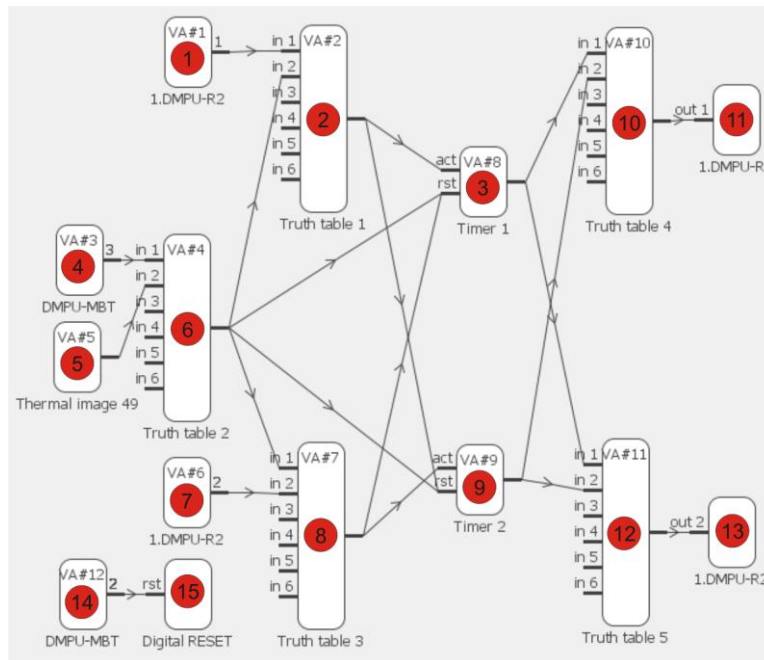 VA#1
1
1
1.DMPU-R2
VA#2
in 1
in 2
in 3
in 4
in 5
in 6
2
Truth table 1
VA#8
act
rst
3
Timer 1
VA#10
in 1
in 2
in 3
in 4
in 5
in 6
10
out 1
Truth table 4
11
1.DMPU-R
VA#3
3
4
DMPU-MBT
VA#5
5
Thermal image 49
VA#4
in 1
in 2
in 3
in 4
in 5
in 6
6
Truth table 2
VA#6
2
7
1.DMPU-R2
VA#7
in 1
in 2
in 3
in 4
in 5
in 6
8
Truth table 3
VA#9
act
rst
9
Timer 2
VA#11
in 1
in 2
in 3
in 4
in 5
in 6
12
out 2
Truth table 5
13
1.DMPU-R2
VA#12
2
14
DMPU-MBT
rst
15
Digital RESET